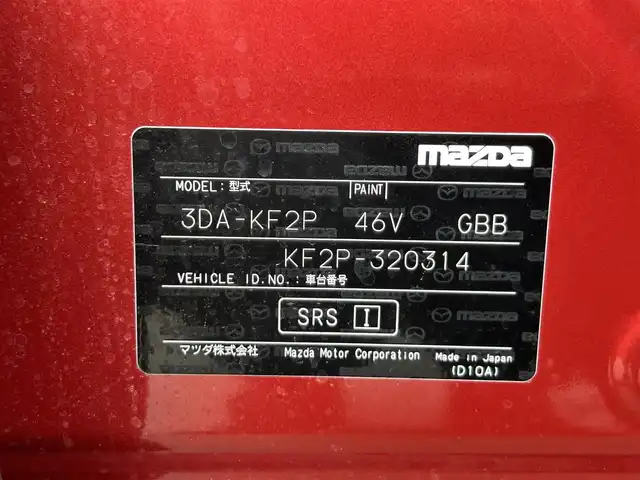 mazda
MODEL:型式 PAINT
3DA-KF2P 46V GBB
KF2P-320314
VEHICLE ID.NO.:車台番号
SRS I
マツダ株式会社 Mazda Motor Corporation Made in Japan
(D10A)